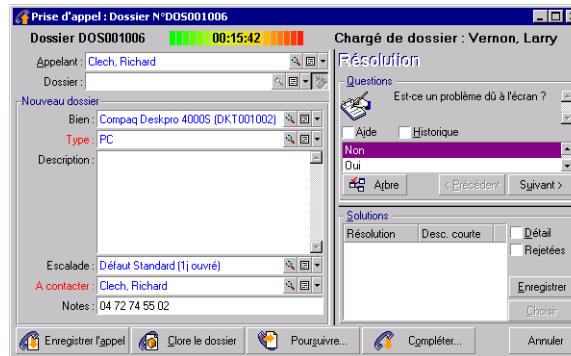 Prise d'appel : Dossier N°DOS001006
Dossier DOS001006 00:15:42 Chargé de dossier : Vernon, Larry
Appelant : Clech, Richard
Dossier :
Nouveau dossier
Bien : Compaq Deskpro 4000S (DKT001002)
Type : PC
Description :
Escalade : Défaut Standard (1j ouvré)
A contacter : Clech, Richard
Notes : 04 72 74 55 02
Résolution
Questions
Est-ce un problème dû à l'écran ?
Aide Historique
Non
Oui
Arbre < Précédent Suivant >
Solutions
Résolution Desc. courte Détail
Rejetées
Enregistrer
Choisir
Enregistrer l'appel Clore le dossier Poursuivre... Compléter... Annuler